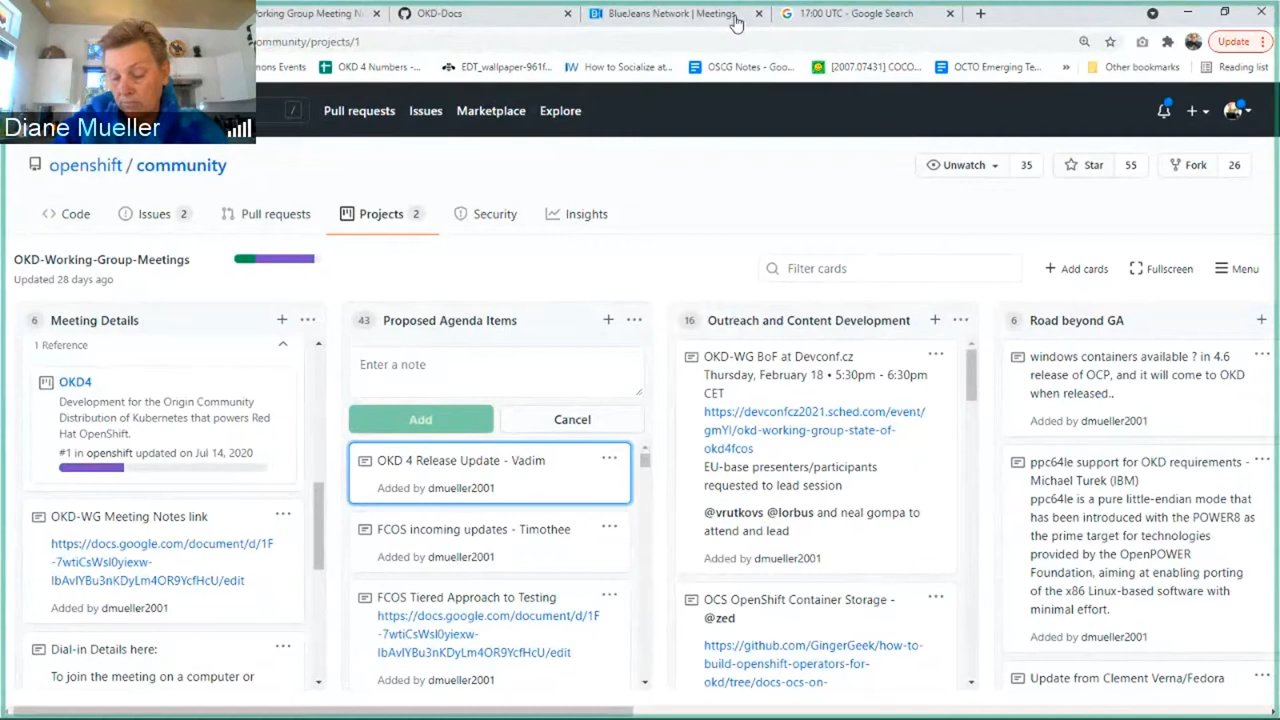 orking Group Meeting N
OKD-Docs
BlueJeans Network | Meetings
17:00 UTC - Google Search
ommunity/projects/1
Update
mons Events
OKD 4 Numbers -...
EDT_wallpaper-961f...
How to Socialize at...
OSCG Notes - Goo...
[2007.07431] COCO...
OCTO Emerging Te...
»
Other bookmarks
Reading list
Diane Mueller
/
Pull requests
Issues
Marketplace
Explore
openshift / community
Unwatch
35
Star
55
Fork
26
Code
Issues 2
Pull requests
Projects 2
Security
Insights
OKD-Working-Group-Meetings
Updated 28 days ago
Filter cards
Add cards
Fullscreen
Menu
6 Meeting Details
1 Reference
OKD4
Development for the Origin Community
Distribution of Kubernetes that powers Red
Hat OpenShift.
#1 in openshift updated on Jul 14, 2020
OKD-WG Meeting Notes link
https://docs.google.com/document/d/1F
-7wtiCsWsl0yiexw-
lbAvIYBu3nKDyLm4OR9YcfHcU/edit
Added by dmueller2001
Dial-in Details here:
To join the meeting on a computer or
43 Proposed Agenda Items
Enter a note
Add
Cancel
OKD 4 Release Update - Vadim
Added by dmueller2001
FCOS incoming updates - Timothee
Added by dmueller2001
FCOS Tiered Approach to Testing
https://docs.google.com/document/d/1F
-7wtiCsWsl0yiexw-
lbAvIYBu3nKDyLm4OR9YcfHcU/edit
Added by dmueller2001
16 Outreach and Content Development
OKD-WG BoF at Devconf.cz
Thursday, February 18 • 5:30pm - 6:30pm
CET
https://devconfcz2021.sched.com/event/
gmYI/okd-working-group-state-of-
okd4fcos
EU-base presenters/participants
requested to lead session
@vrutkovs @lorbus and neal gompa to
attend and lead
Added by dmueller2001
OCS OpenShift Container Storage -
@zed
https://github.com/GingerGeek/how-to-
build-openshift-operators-for-
okd/tree/docs-ocs-on-
6 Road beyond GA
windows containers available ? in 4.6
release of OCP, and it will come to OKD
when released..
Added by dmueller2001
ppc64le support for OKD requirements -
Michael Turek (IBM)
ppc64le is a pure little-endian mode that
has been introduced with the POWER8 as
the prime target for technologies
provided by the OpenPOWER
Foundation, aiming at enabling porting
of the x86 Linux-based software with
minimal effort.
Added by dmueller2001
Update from Clement Verna/Fedora